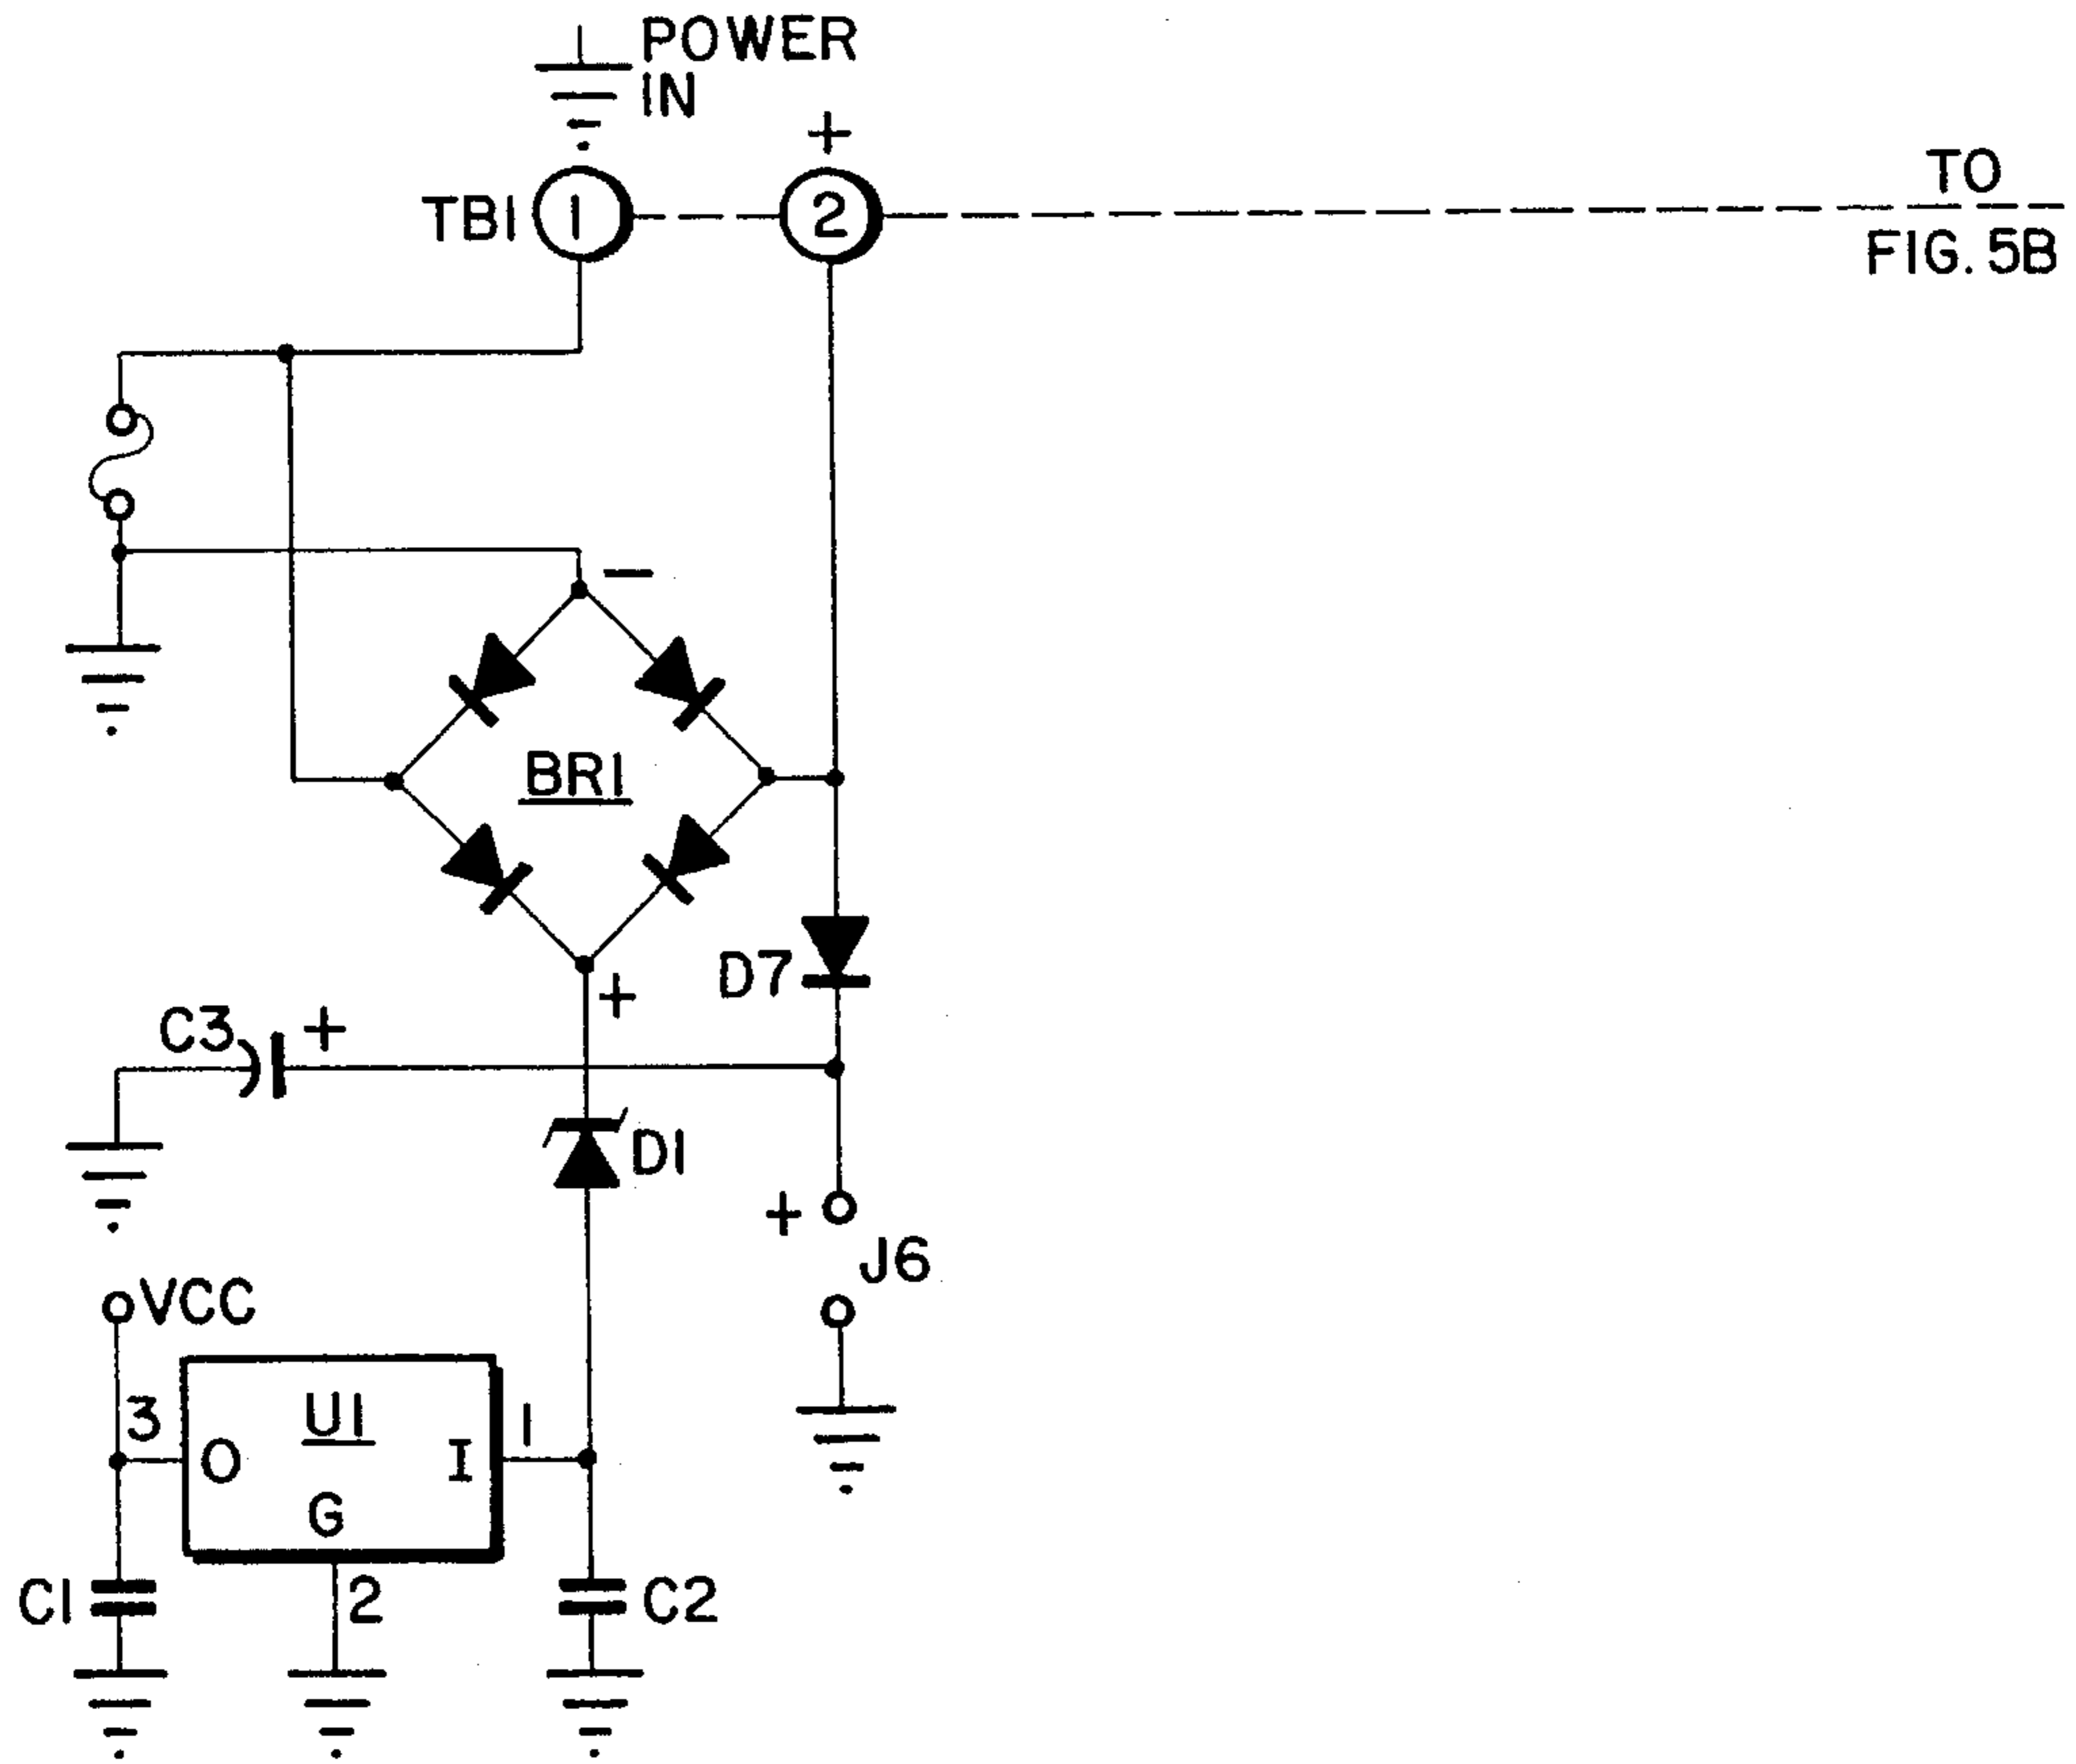 POWER
IN
+
TB1
1
2
TO
FIG. 5B
−
BR1
+
D7
C3
+
D1
+
J6
VCC
3
U1
1
O
I
G
C1
2
C2